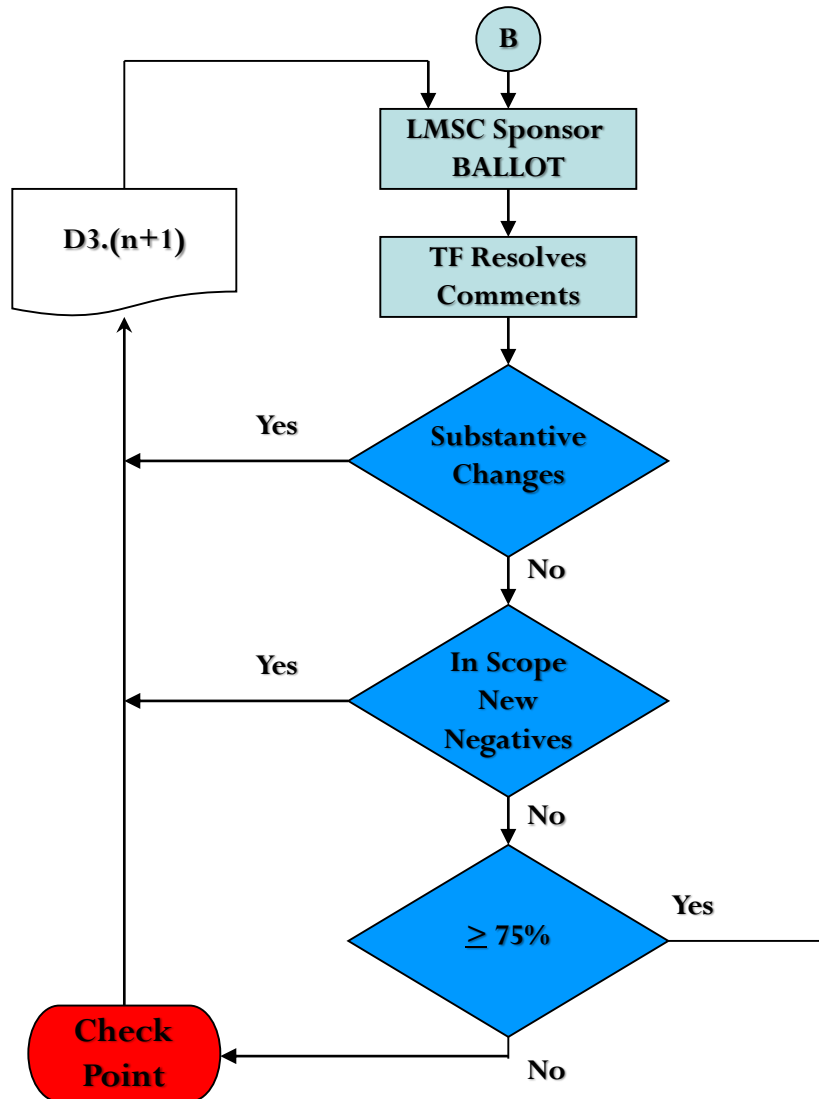 B
LMSC Sponsor
BALLOT
D3.(n+1)
TF Resolves
Comments
Yes
Substantive
Changes
No
Yes
In Scope
New
Negatives
No
≥ 75%
Yes
Check
Point
No